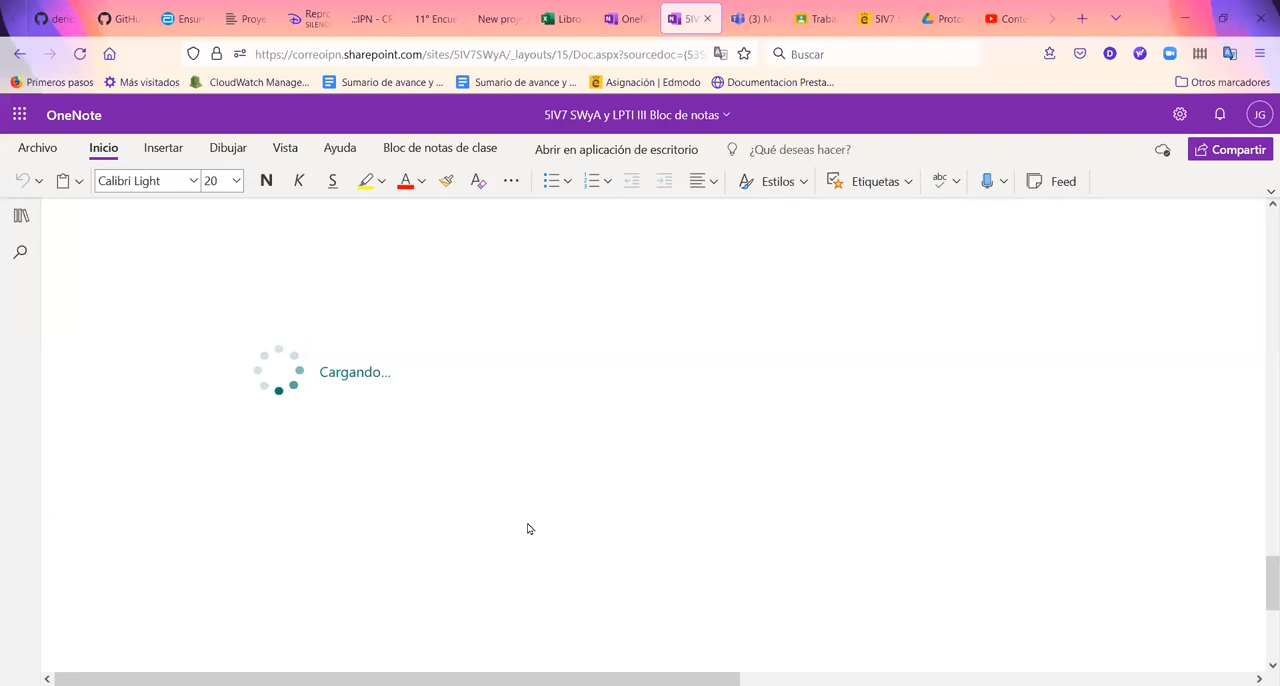 deric
GitHu
Ensum
Proye
Repro
SILENC
.::IPN - CF
11° Encue
New proj
Libro
OneN
5IV
(3) M
Traba
5IV7
Proto
Conte
https://correoipn.sharepoint.com/sites/5IV7SWyA/_layouts/15/Doc.aspx?sourcedoc={539
Buscar
Primeros pasos
Más visitados
CloudWatch Manage...
Sumario de avance y ...
Sumario de avance y ...
Asignación | Edmodo
Documentacion Presta...
Otros marcadores
OneNote
5IV7 SWyA y LPTI III Bloc de notas
JG
Archivo
Inicio
Insertar
Dibujar
Vista
Ayuda
Bloc de notas de clase
Abrir en aplicación de escritorio
¿Qué deseas hacer?
Compartir
Calibri Light
20
N
K
S
A
Estilos
Etiquetas
abc
Feed
Cargando...